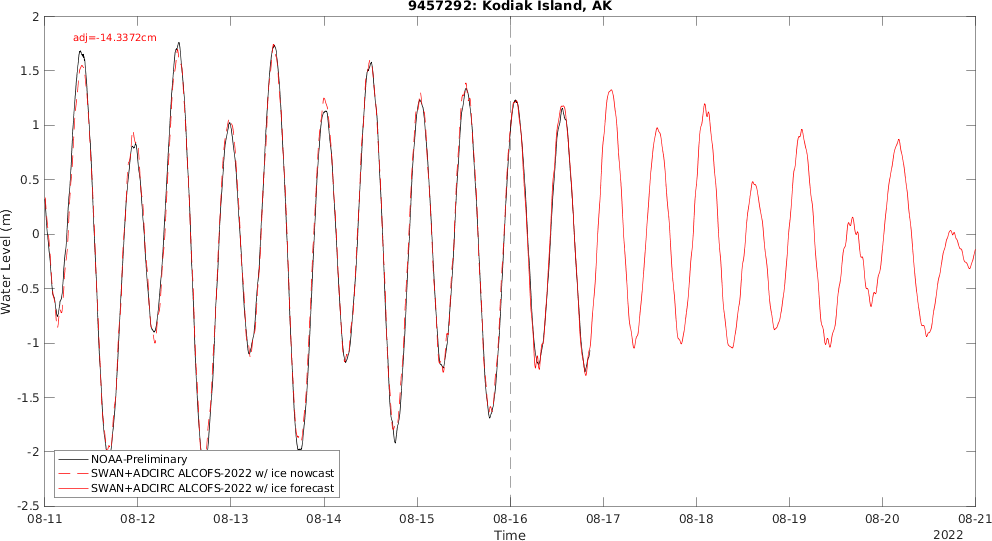 9457292: Kodiak Island, AK
adj=-14.3372cm
Water Level (m)
2
1.5
1
0.5
0
-0.5
-1
-1.5
-2
-2.5
NOAA-Preliminary
SWAN+ADCIRC ALCOFS-2022 w/ ice nowcast
SWAN+ADCIRC ALCOFS-2022 w/ ice forecast
08-11 08-12 08-13 08-14 08-15 08-16 08-17 08-18 08-19 08-20 08-21
Time
2022